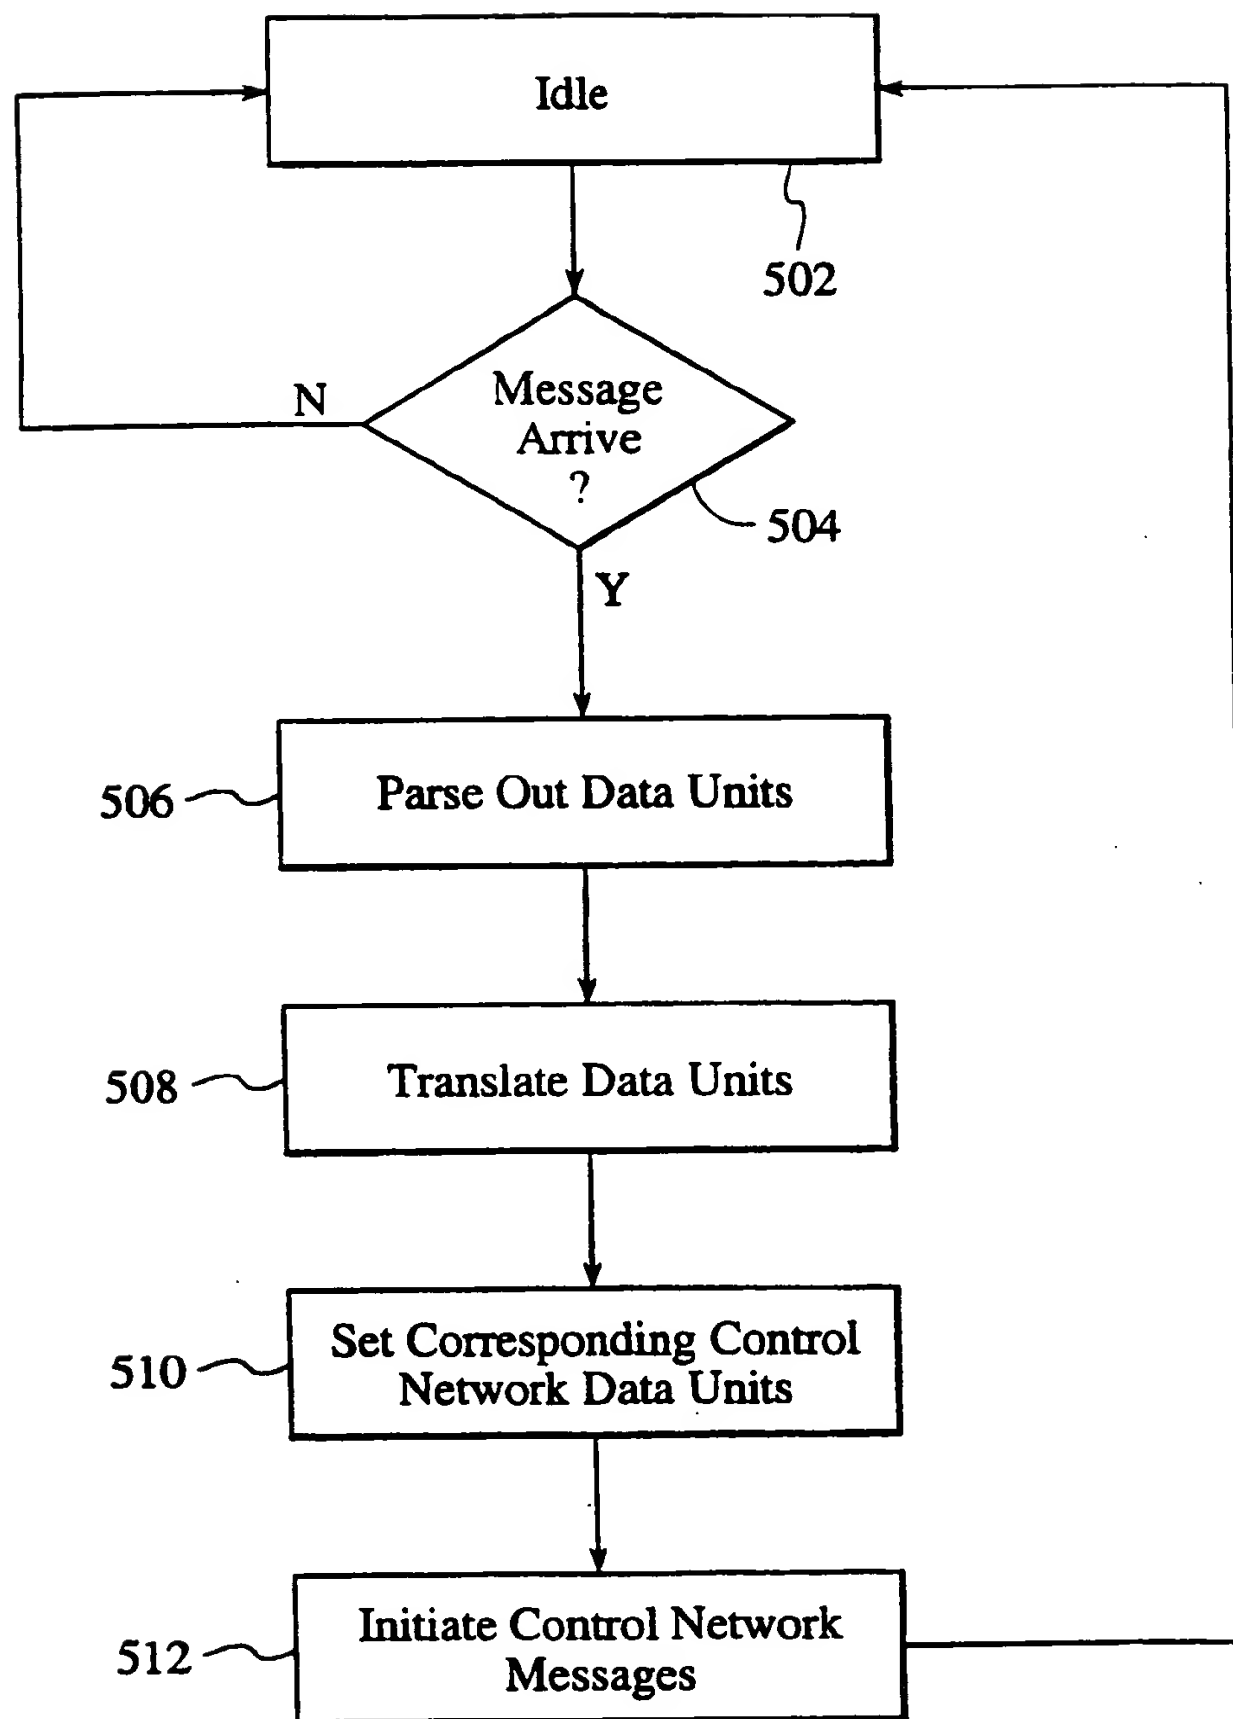 Idle
502
Message
Arrive
?
N
504
Y
506
Parse Out Data Units
508
Translate Data Units
510
Set Corresponding Control
Network Data Units
512
Initiate Control Network
Messages